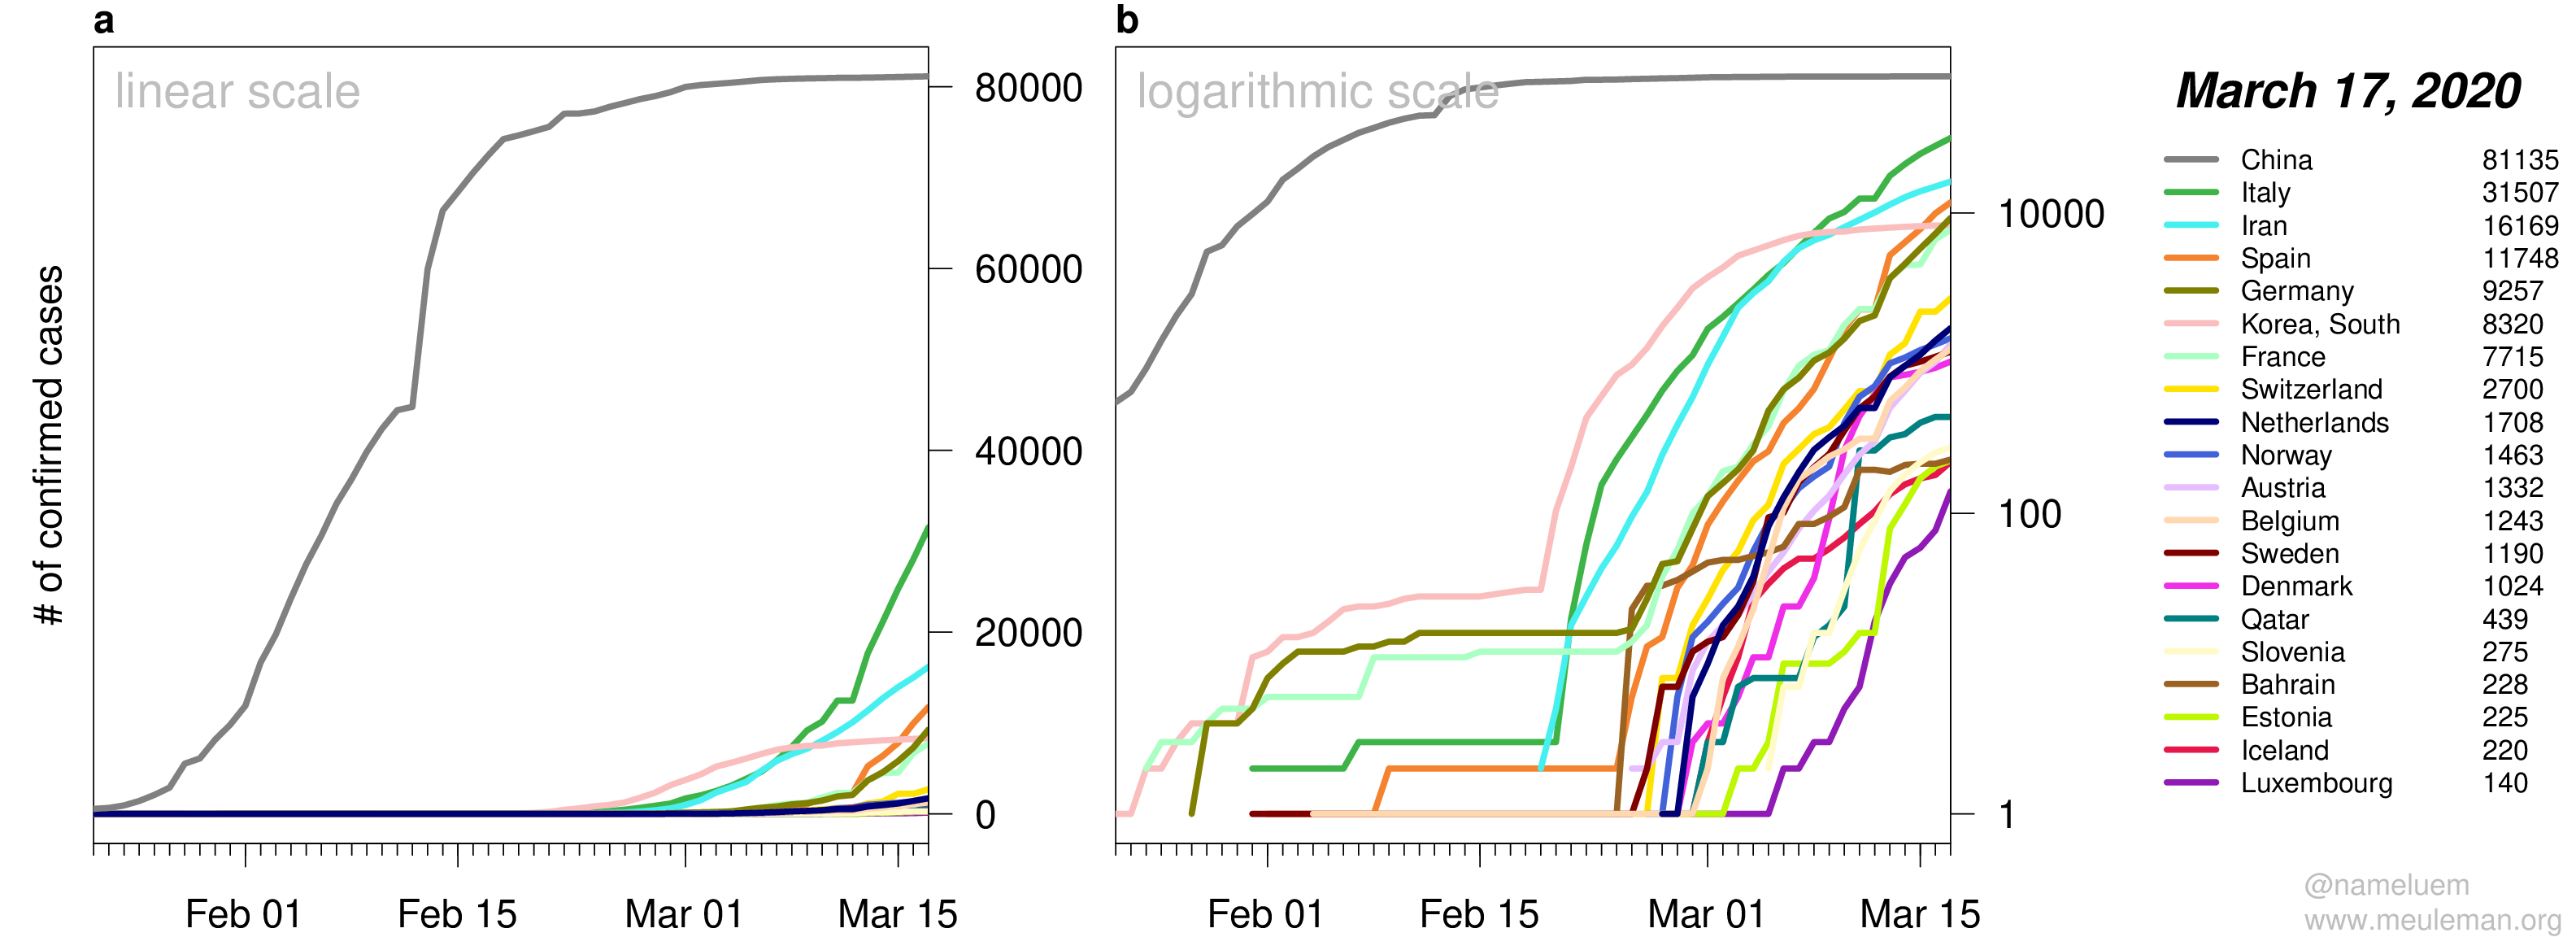 a
linear scale
# of confirmed cases
80000
60000
40000
20000
0
Feb 01 Feb 15 Mar 01 Mar 15
b
logarithmic scale
10000
100
1
Feb 01 Feb 15 Mar 01 Mar 15
March 17, 2020
China 81135
Italy 31507
Iran 16169
Spain 11748
Germany 9257
Korea, South 8320
France 7715
Switzerland 2700
Netherlands 1708
Norway 1463
Austria 1332
Belgium 1243
Sweden 1190
Denmark 1024
Qatar 439
Slovenia 275
Bahrain 228
Estonia 225
Iceland 220
Luxembourg 140
@nameluem
www.meuleman.org